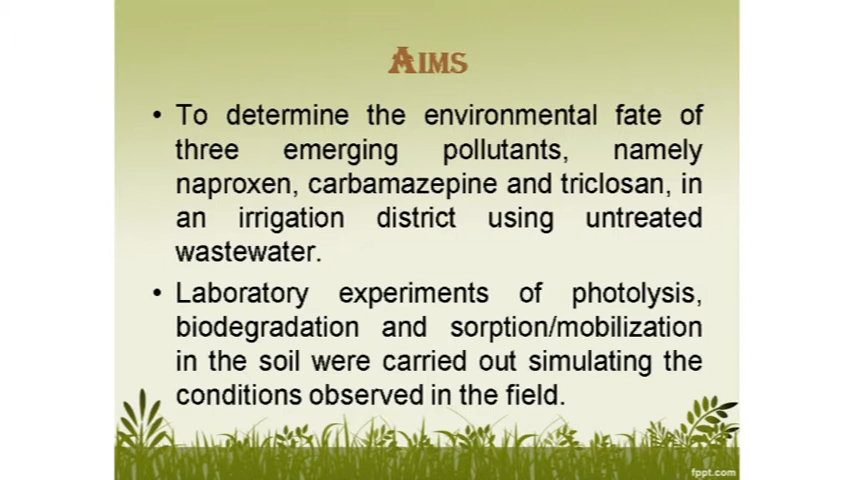 AIMS
• To determine the environmental fate of
three emerging pollutants, namely
naproxen, carbamazepine and triclosan, in
an irrigation district using untreated
wastewater.
• Laboratory experiments of photolysis,
biodegradation and sorption/mobilization
in the soil were carried out simulating the
conditions observed in the field.
fppt.com